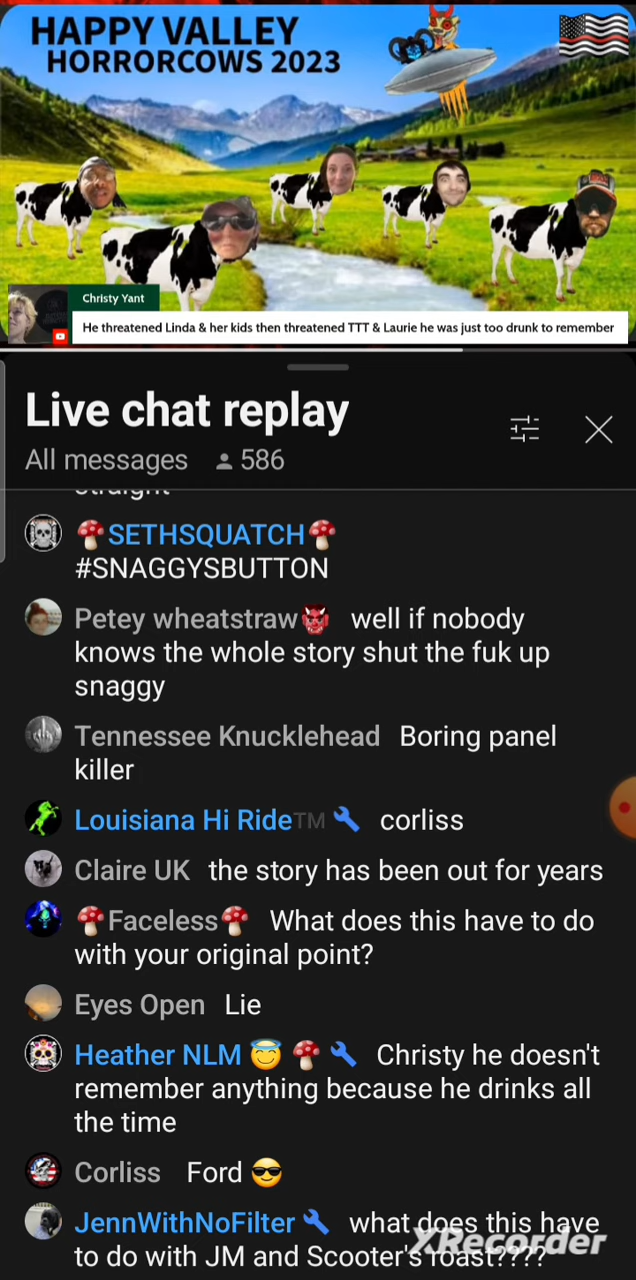 HAPPY VALLEY
HORRORCOWS 2023
Christy Yant
He threatened Linda & her kids then threatened TTT & Laurie he was just too drunk to remember
Live chat replay
All messages 586
straight
🍄SETHSQUATCH🍄
#SNAGGYSBUTTON
Petey wheatstraw👹 well if nobody
knows the whole story shut the fuk up
snaggy
Tennessee Knucklehead Boring panel
killer
Louisiana Hi Ride™ corliss
Claire UK the story has been out for years
🍄Faceless🍄 What does this have to do
with your original point?
Eyes Open Lie
Heather NLM 😇 🍄 Christy he doesn't
remember anything because he drinks all
the time
Corliss Ford 😎
JennWithNoFilter what does this have
to do with JM and Scooter's roast????
XRecorder